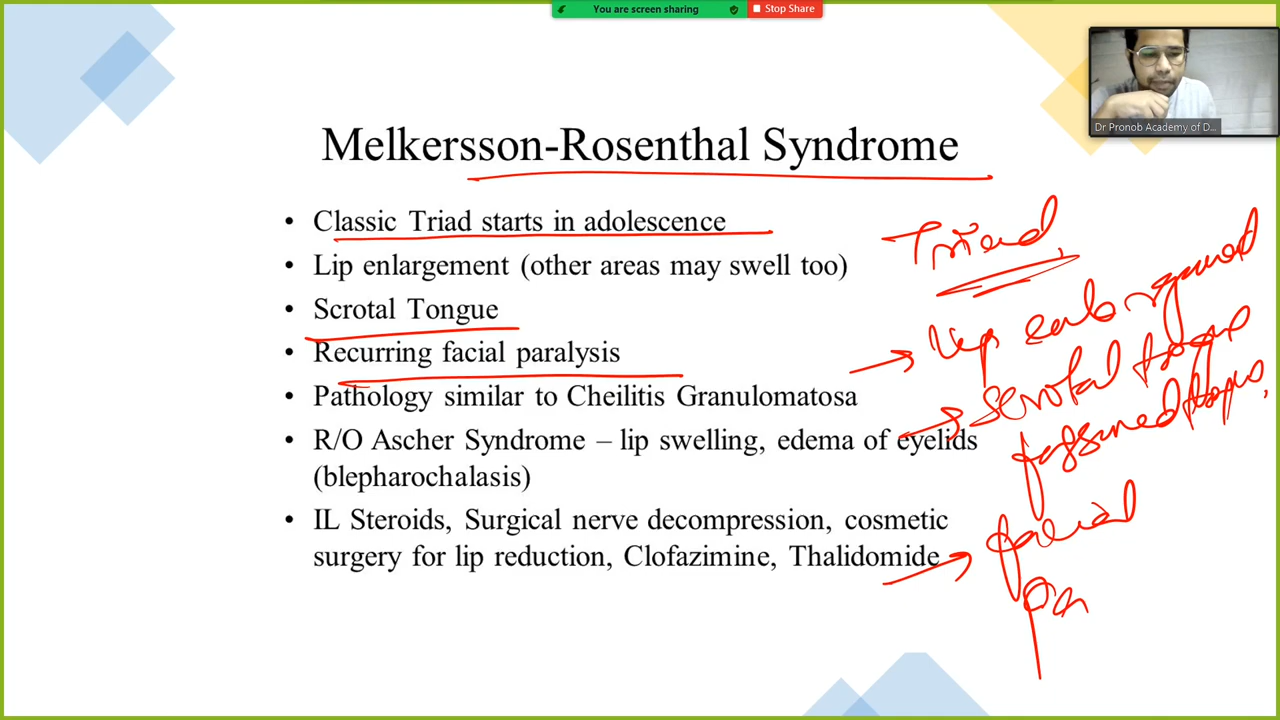 You are screen sharing
Stop Share
Dr Pronob Academy of D...
Melkersson-Rosenthal Syndrome
• Classic Triad starts in adolescence
• Lip enlargement (other areas may swell too)
• Scrotal Tongue
• Recurring facial paralysis
• Pathology similar to Cheilitis Granulomatosa
• R/O Ascher Syndrome – lip swelling, edema of eyelids
(blepharochalasis)
• IL Steroids, Surgical nerve decompression, cosmetic
surgery for lip reduction, Clofazimine, Thalidomide
Triad
→ Lip
→ Scrotal tongue
→ facial
pa